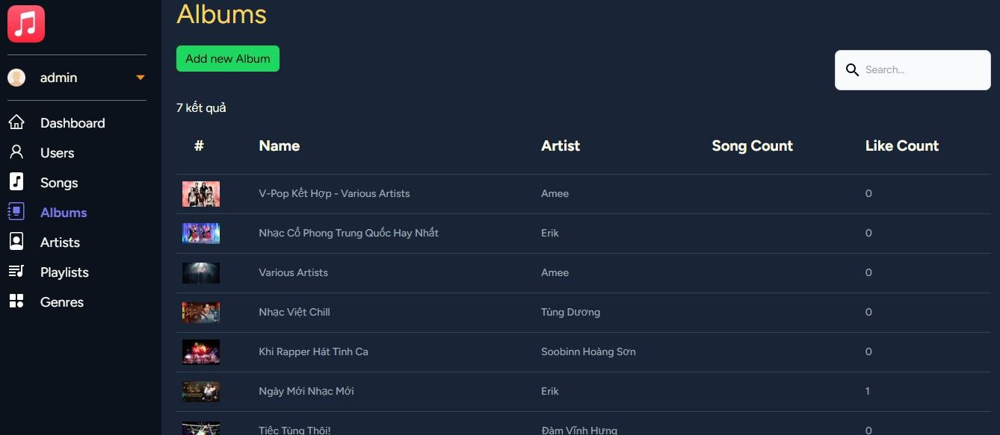 Albums
Add new Album
Search...
admin
7 kết quả
Dashboard
Users
Songs
Albums
Artists
Playlists
Genres
# Name Artist Song Count Like Count
V-Pop Kết Hợp - Various Artists Amee 0
Nhạc Cổ Phong Trung Quốc Hay Nhất Erik 0
Various Artists Amee 0
Nhạc Việt Chill Tùng Dương 0
Khi Rapper Hát Tình Ca Soobinn Hoàng Sơn 0
Ngày Mới Nhạc Mới Erik 1
Tiệc Tùng Thôi! Đàm Vĩnh Hưng 0